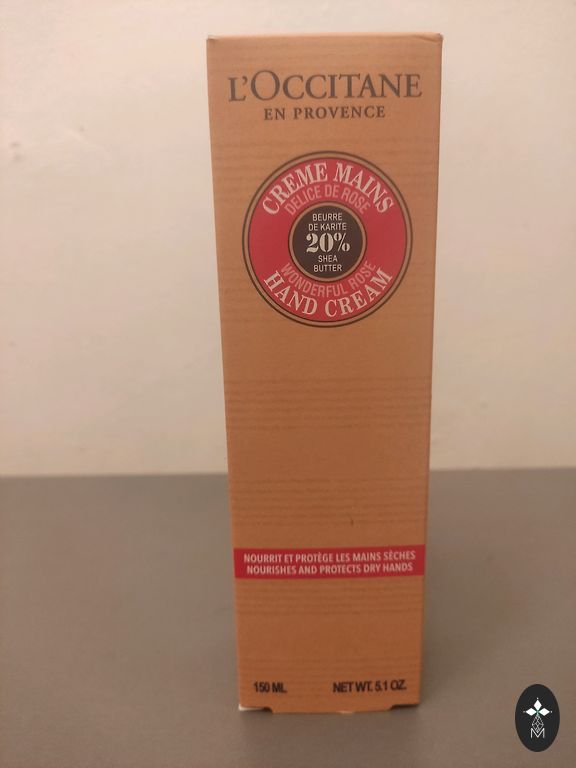 L'OCCITANE
EN PROVENCE
CREME MAINS
DELICE DE ROSE
BEURRE
DE KARITE
20%
SHEA
BUTTER
WONDERFUL ROSE
HAND CREAM
NOURRIT ET PROTÈGE LES MAINS SÈCHES
NOURISHES AND PROTECTS DRY HANDS
150 ML NET WT. 5.1 OZ.
M